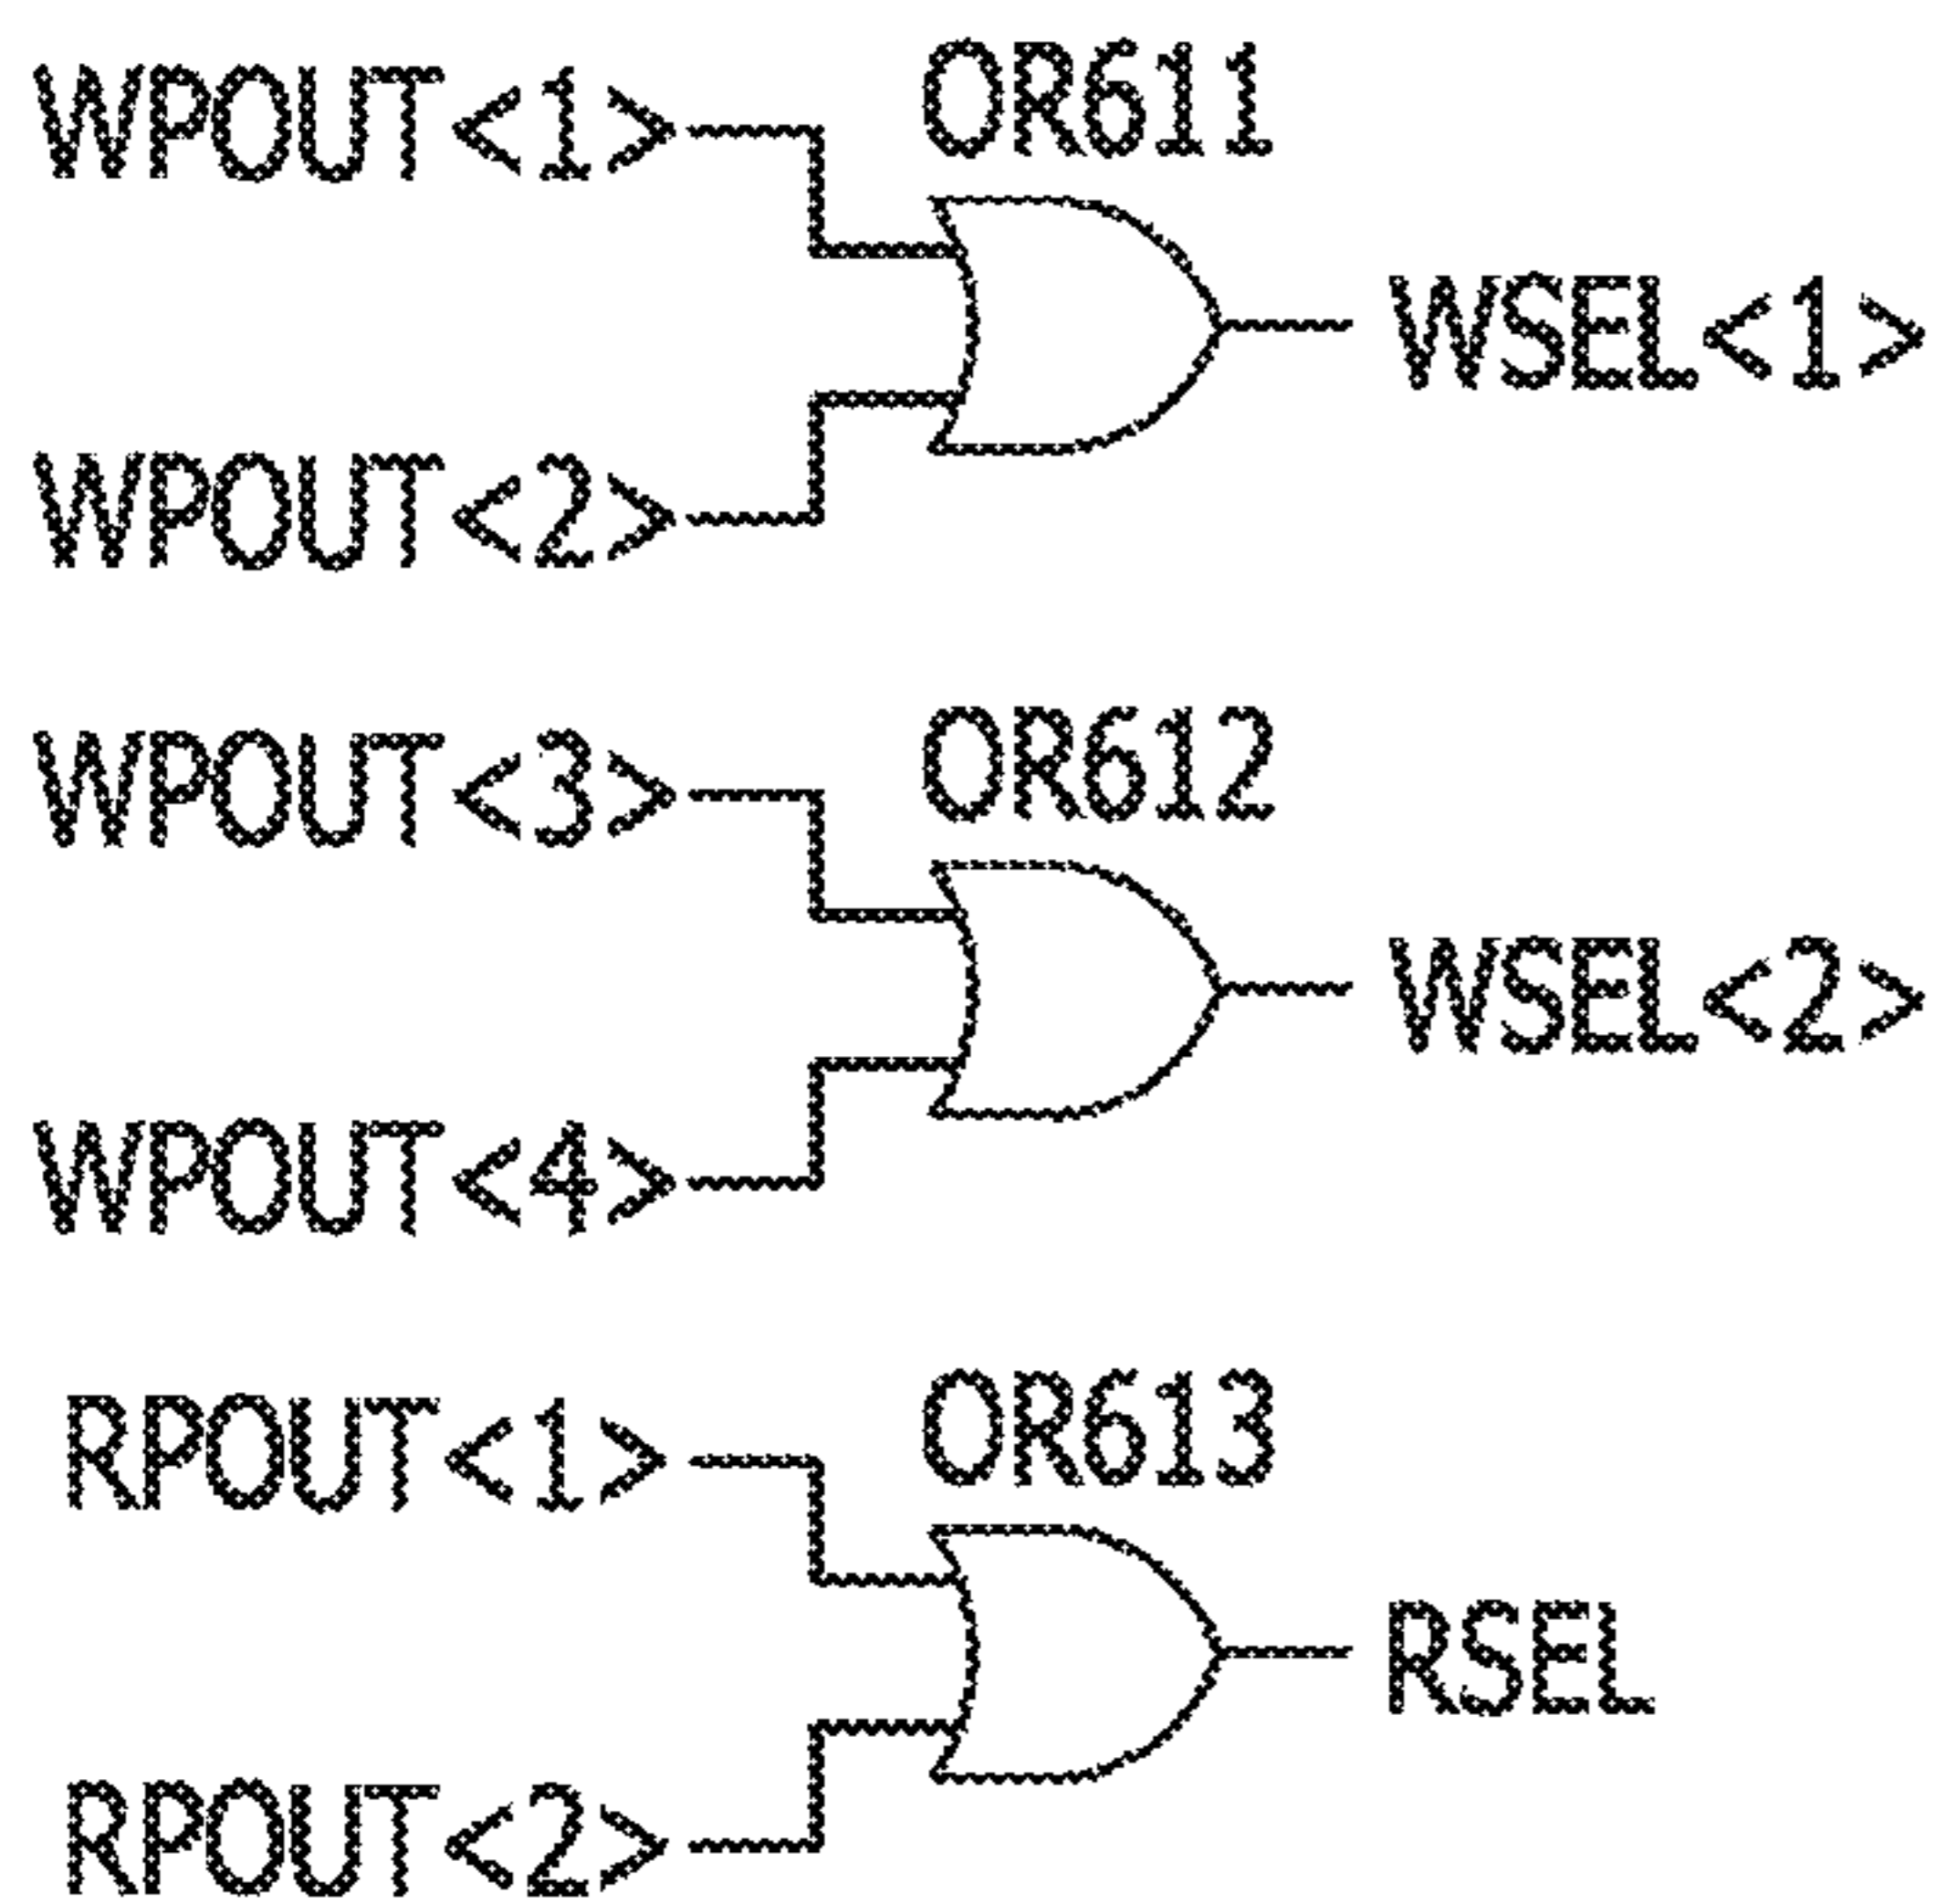 WPOUT<1>
OR611
WSEL<1>
WPOUT<2>
WPOUT<3>
OR612
WSEL<2>
WPOUT<4>
RPOUT<1>
OR613
RSEL
RPOUT<2>